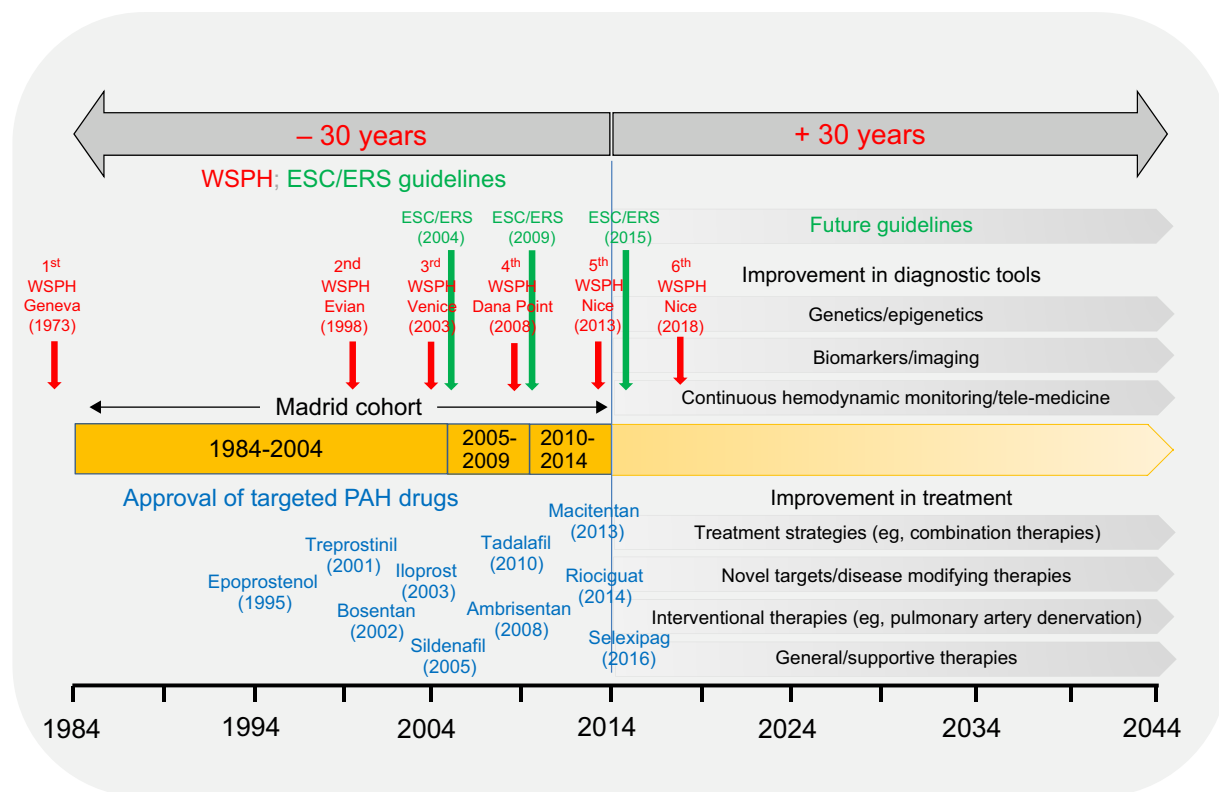 – 30 years
+ 30 years
WSPH; ESC/ERS guidelines
ESC/ERS
(2004)
ESC/ERS
(2009)
ESC/ERS
(2015)
Future guidelines
1st
WSPH
Geneva
(1973)
2nd
WSPH
Evian
(1998)
3rd
WSPH
Venice
(2003)
4th
WSPH
Dana Point
(2008)
5th
WSPH
Nice
(2013)
6th
WSPH
Nice
(2018)
Improvement in diagnostic tools
Genetics/epigenetics
Biomarkers/imaging
Continuous hemodynamic monitoring/tele-medicine
Madrid cohort
1984-2004
2005-
2009
2010-
2014
Approval of targeted PAH drugs
Epoprostenol
(1995)
Treprostinil
(2001)
Bosentan
(2002)
Iloprost
(2003)
Sildenafil
(2005)
Tadalafil
(2010)
Ambrisentan
(2008)
Macitentan
(2013)
Riociguat
(2014)
Selexipag
(2016)
Improvement in treatment
Treatment strategies (eg, combination therapies)
Novel targets/disease modifying therapies
Interventional therapies (eg, pulmonary artery denervation)
General/supportive therapies
1984
1994
2004
2014
2024
2034
2044